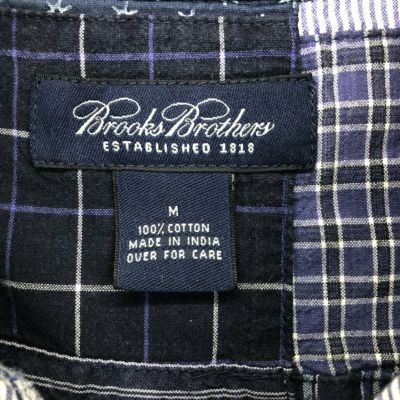 Brooks Brothers
ESTABLISHED 1818
M
100% COTTON
MADE IN INDIA
OVER FOR CARE